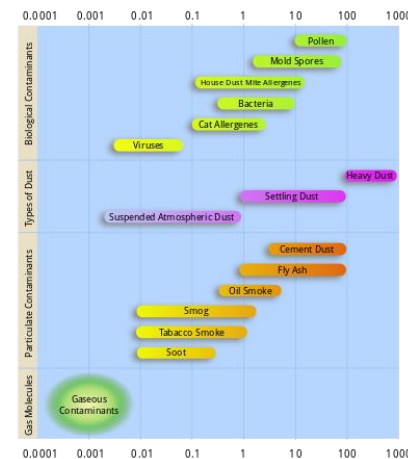 0.0001 0.001 0.01 0.1 1 10 100 1000
Biological Contaminants
Pollen
Mold Spores
House Dust Mite Allergenes
Bacteria
Cat Allergenes
Viruses
Types of Dust
Heavy Dust
Settling Dust
Suspended Atmospheric Dust
Particulate Contaminants
Cement Dust
Fly Ash
Oil Smoke
Smog
Tabacco Smoke
Soot
Gas Molecules
Gaseous
Contaminants
0.0001 0.001 0.01 0.1 1 10 100 1000